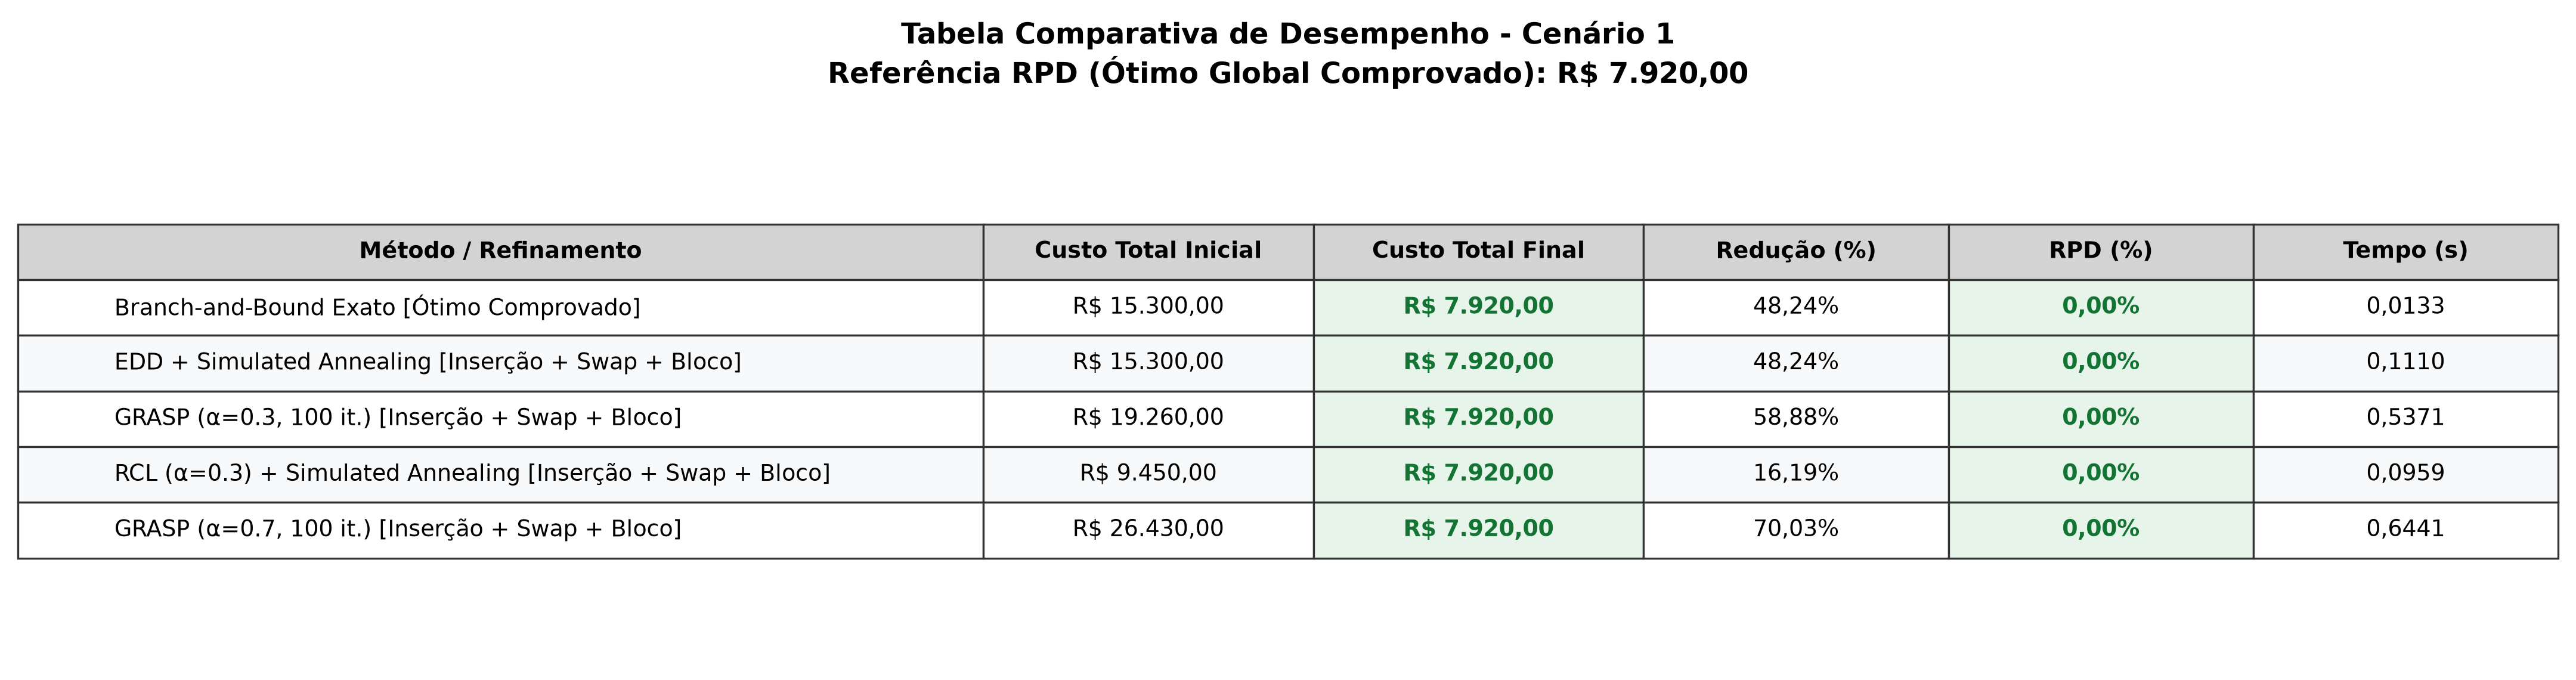 Tabela Comparativa de Desempenho - Cenário 1
Referência RPD (Ótimo Global Comprovado): R$ 7.920,00
Método / Refinamento Custo Total Inicial Custo Total Final Redução (%) RPD (%) Tempo (s)
Branch-and-Bound Exato [Ótimo Comprovado] R$ 15.300,00 R$ 7.920,00 48,24% 0,00% 0,0133
EDD + Simulated Annealing [Inserção + Swap + Bloco] R$ 15.300,00 R$ 7.920,00 48,24% 0,00% 0,1110
GRASP (α=0.3, 100 it.) [Inserção + Swap + Bloco] R$ 19.260,00 R$ 7.920,00 58,88% 0,00% 0,5371
RCL (α=0.3) + Simulated Annealing [Inserção + Swap + Bloco] R$ 9.450,00 R$ 7.920,00 16,19% 0,00% 0,0959
GRASP (α=0.7, 100 it.) [Inserção + Swap + Bloco] R$ 26.430,00 R$ 7.920,00 70,03% 0,00% 0,6441